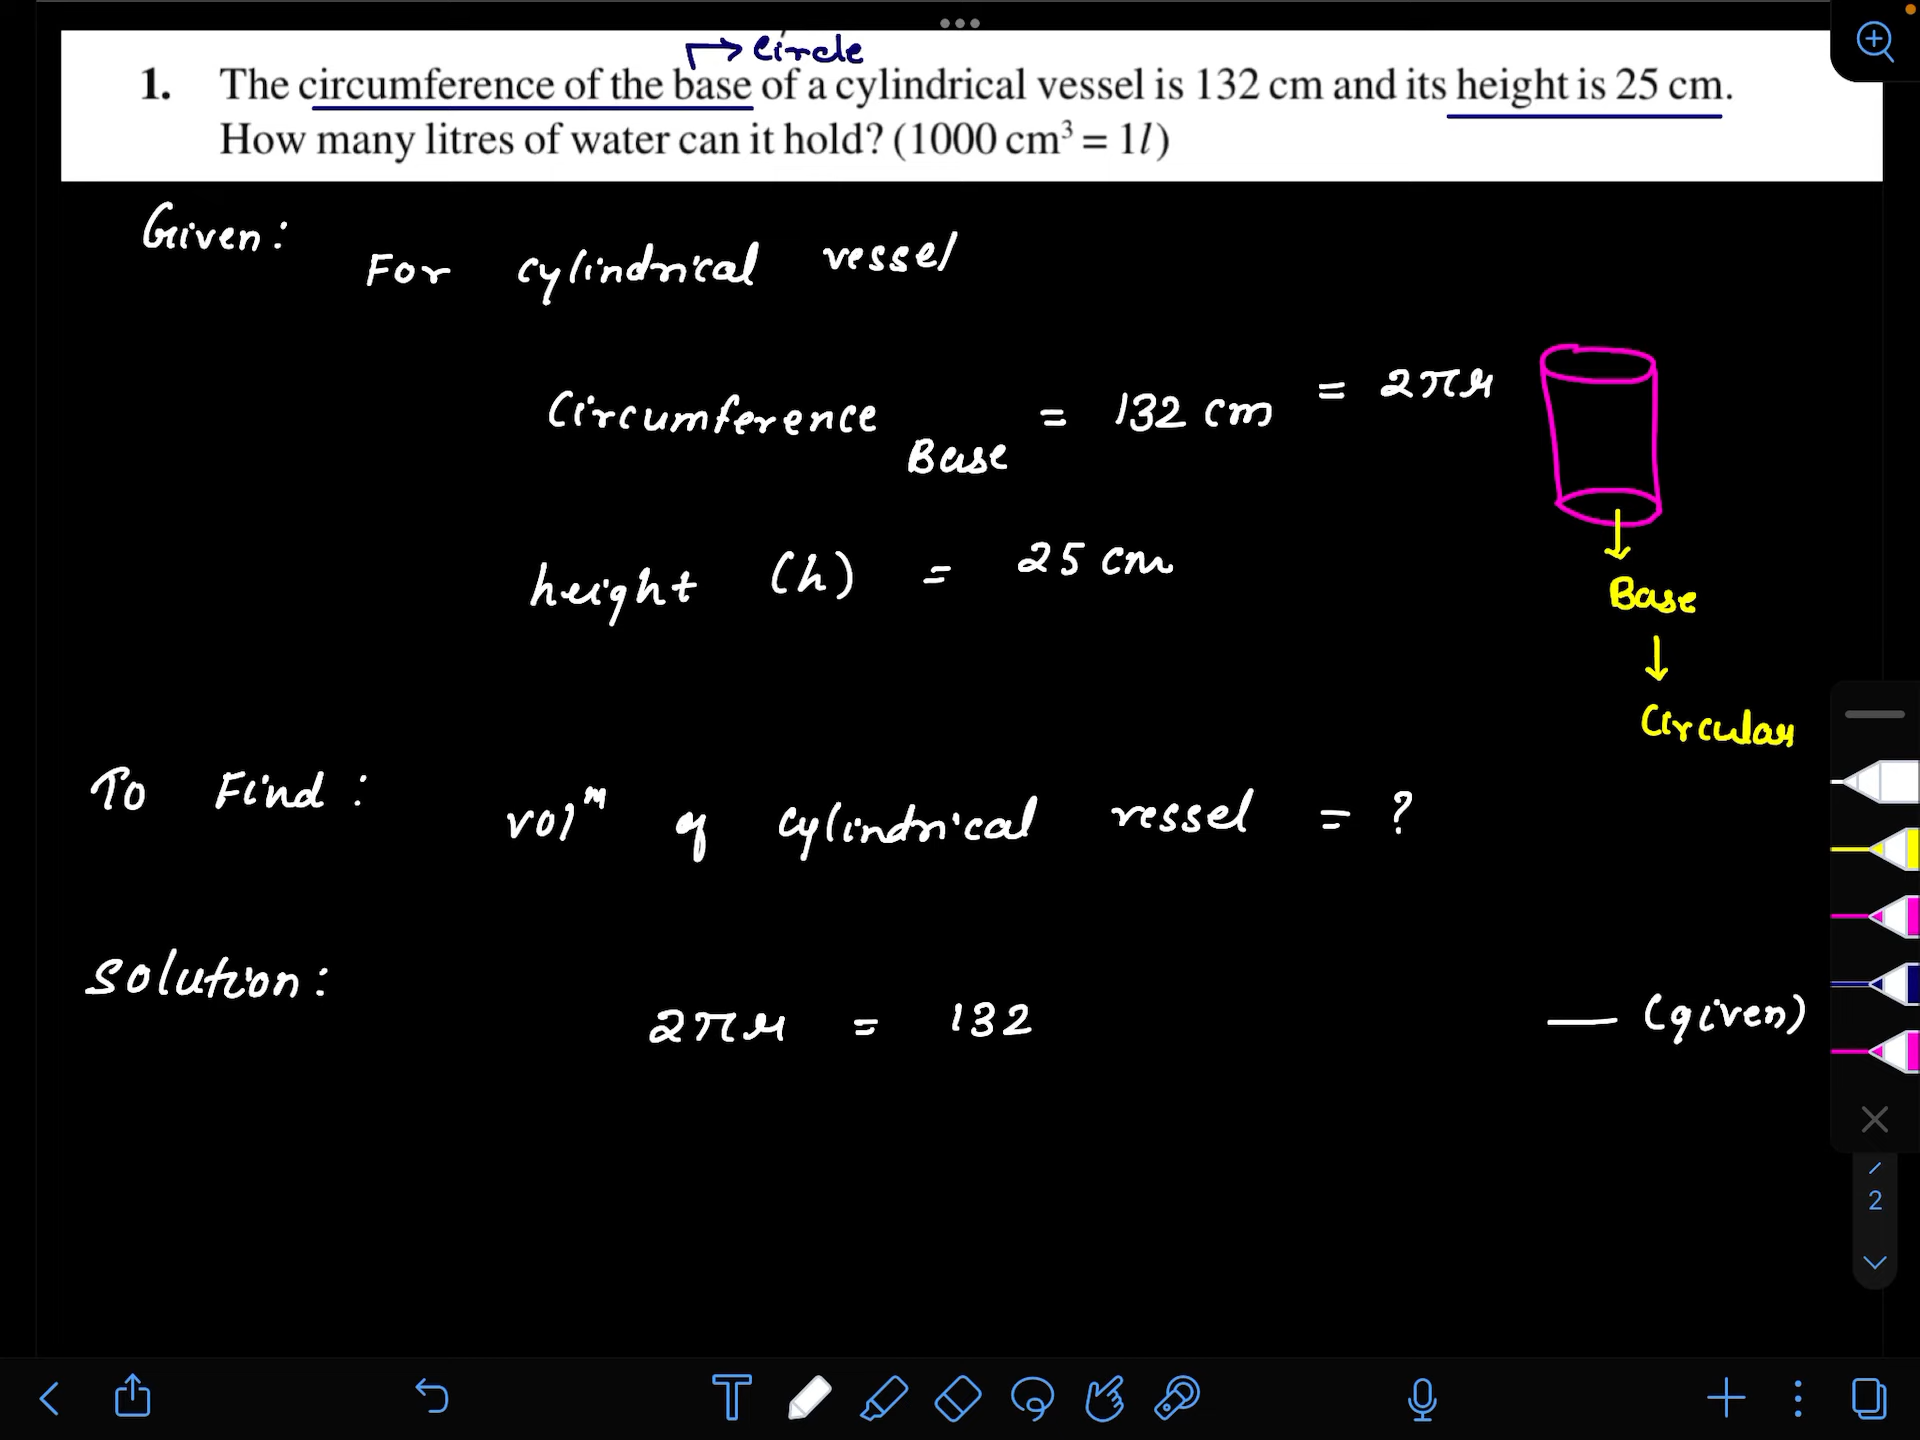 circle
1. The circumference of the base of a cylindrical vessel is 132 cm and its height is 25 cm.
How many litres of water can it hold? (1000 cm³ = 1l)
Given:
For cylindrical vessel
Circumference Base = 132 cm = 2πr
height (h) = 25 cm
Base
Circular
To Find:
volᵐ of cylindrical vessel = ?
Solution:
2πr = 132 — (given)
2